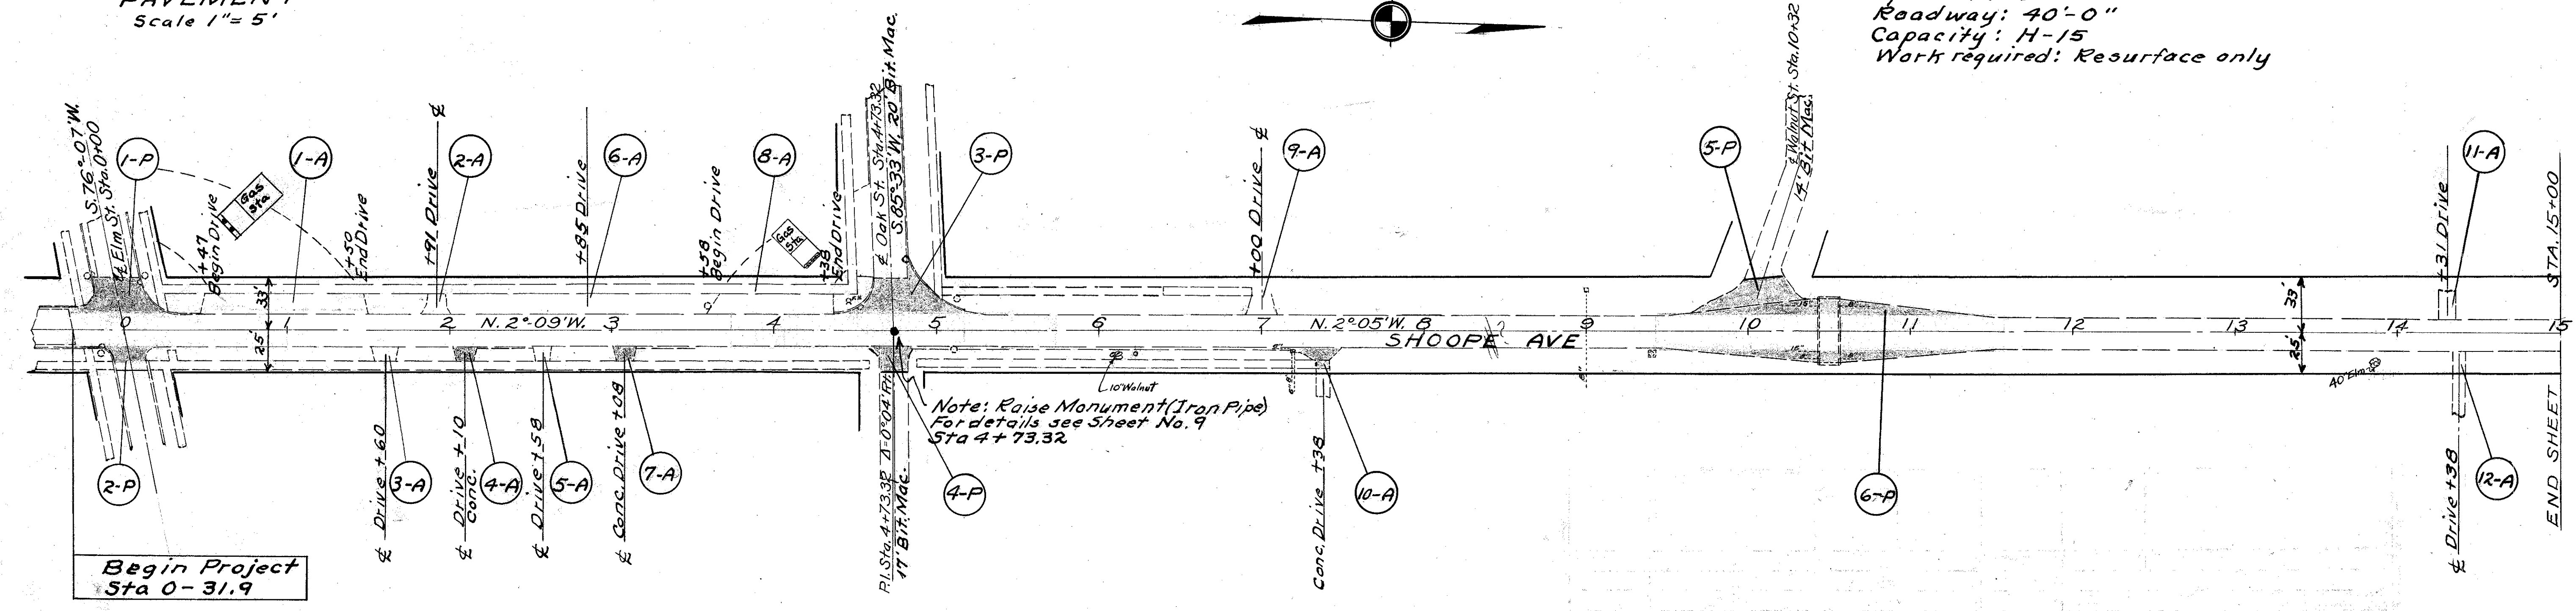 PAVEMENT
Scale 1"= 5'
Roadway: 40'-0"
Capacity: H-15
Work required: Resurface only
S. 76°-07'W.
℄ Elm St. Sta. 0+00
1-P
+47
Begin Drive
Gas
Sta
1-A
+50
End Drive
+91 Drive ℄
2-A
+85 Drive
6-A
+58
Begin Drive
8-A
Gas
Sta
+38
End Drive
℄ Oak St. Sta. 4+73.32
S. 85°-33'W. 20' Bit. Mac.
3-P
+00 Drive ℄
9-A
5-P
℄ Walnut St. Sta. 10+32
14' Bit Mac.
+31 Drive
11-A
STA. 15+00
33'
25'
0 1 2 N. 2°-09'W. 3 4 5 6 7 N. 2°-05'W. 8 9 10 11 12 13 14 15
SHOOPE AVE
33'
25'
10"Walnut
40" Elm
Note: Raise Monument (Iron Pipe)
For details see Sheet No. 9
Sta 4+73.32
2-P
Drive +60
℄
3-A
Drive +10
Conc.
℄
4-A
Drive +58
℄
5-A
℄ Conc. Drive +08
7-A
P.I. Sta. 4+73.32 Δ=0°04' Rt.
17' Bit. Mac.
4-P
Conc. Drive +38
10-A
6-P
℄ Drive +38
12-A
END SHEET
Begin Project
Sta 0-31.9